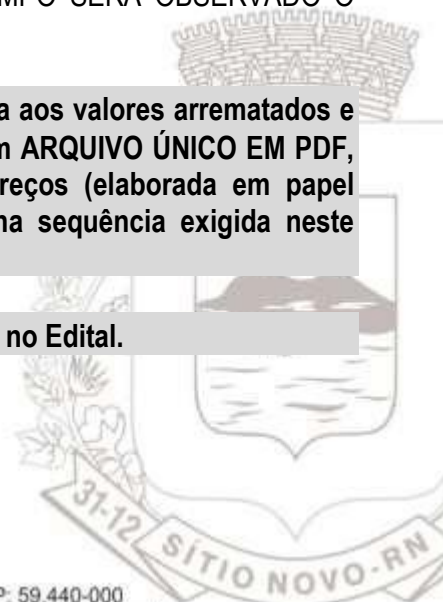 SERÁ OBSERVADO O
a aos valores arrematados e
m ARQUIVO ÚNICO EM PDF,
reços (elaborada em papel
na sequência exigida neste
no Edital.
31-12 SÍTIO NOVO-RN
P: 59.440-000